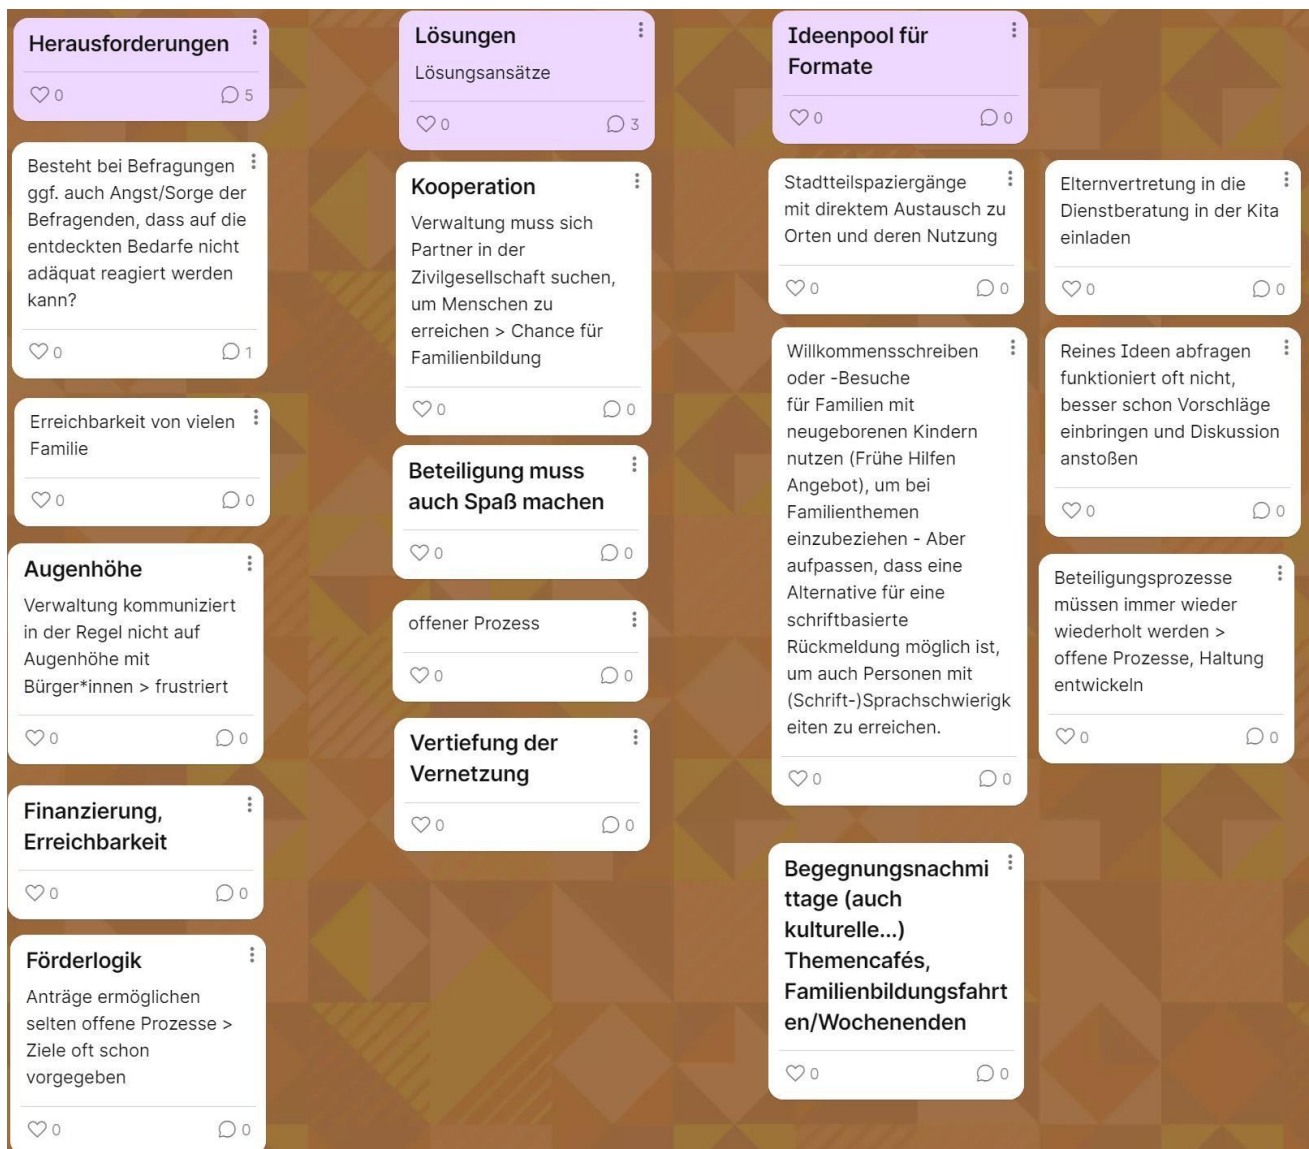 Herausforderungen
0 5
Besteht bei Befragungen
ggf. auch Angst/Sorge der
Befragenden, dass auf die
entdeckten Bedarfe nicht
adäquat reagiert werden
kann?
0 1
Erreichbarkeit von vielen
Familie
0 0
Augenhöhe
Verwaltung kommuniziert
in der Regel nicht auf
Augenhöhe mit
Bürger*innen > frustriert
0 0
Finanzierung,
Erreichbarkeit
0 0
Förderlogik
Anträge ermöglichen
selten offene Prozesse >
Ziele oft schon
vorgegeben
0 0
Lösungen
Lösungsansätze
0 3
Kooperation
Verwaltung muss sich
Partner in der
Zivilgesellschaft suchen,
um Menschen zu
erreichen > Chance für
Familienbildung
0 0
Beteiligung muss
auch Spaß machen
0 0
offener Prozess
0 0
Vertiefung der
Vernetzung
0 0
Ideenpool für
Formate
0 0
Stadtteilspaziergänge
mit direktem Austausch zu
Orten und deren Nutzung
0 0
Willkommensschreiben
oder -Besuche
für Familien mit
neugeborenen Kindern
nutzen (Frühe Hilfen
Angebot), um bei
Familienthemen
einzubeziehen - Aber
aufpassen, dass eine
Alternative für eine
schriftbasierte
Rückmeldung möglich ist,
um auch Personen mit
(Schrift-)Sprachschwierigk
eiten zu erreichen.
0 0
Begegnungsnachmi
ttage (auch
kulturelle...)
Themencafés,
Familienbildungsfahrt
en/Wochenenden
0 0
Elternvertretung in die
Dienstberatung in der Kita
einladen
0 0
Reines Ideen abfragen
funktioniert oft nicht,
besser schon Vorschläge
einbringen und Diskussion
anstoßen
0 0
Beteiligungsprozesse
müssen immer wieder
wiederholt werden >
offene Prozesse, Haltung
entwickeln
0 0